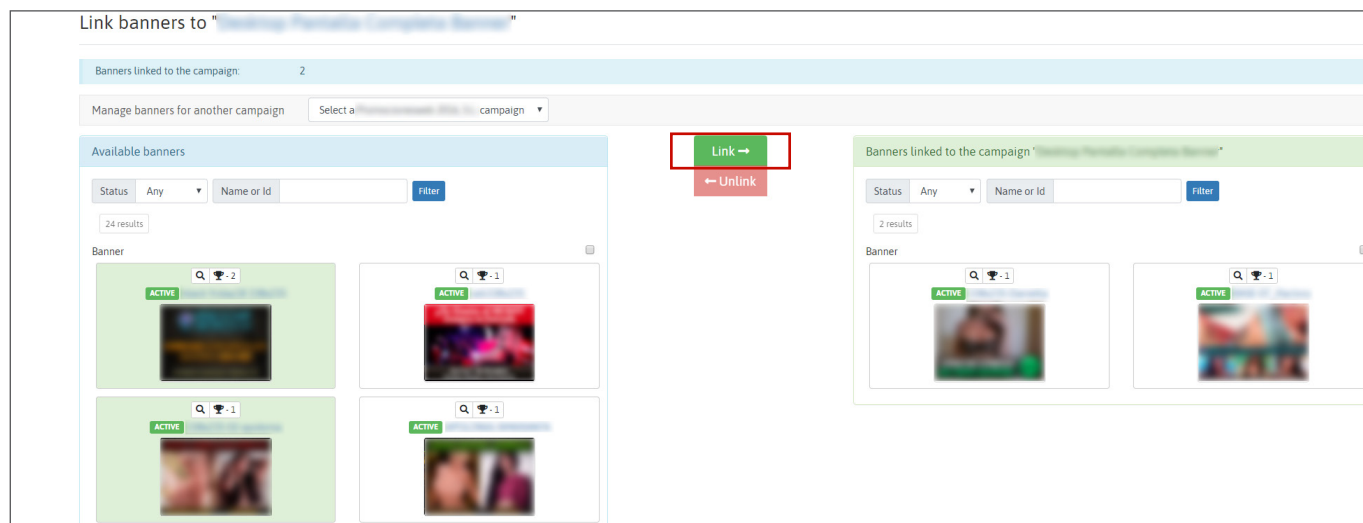 Link banners to " "
Banners linked to the campaign: 2
Manage banners for another campaign Select a campaign
Available banners
Link →
← Unlink
Banners linked to the campaign " "
Status Any Name or Id Filter
24 results
Banner
- 2
ACTIVE
- 1
ACTIVE
- 1
ACTIVE
- 1
ACTIVE
Status Any Name or Id Filter
2 results
Banner
- 1
ACTIVE
- 1
ACTIVE